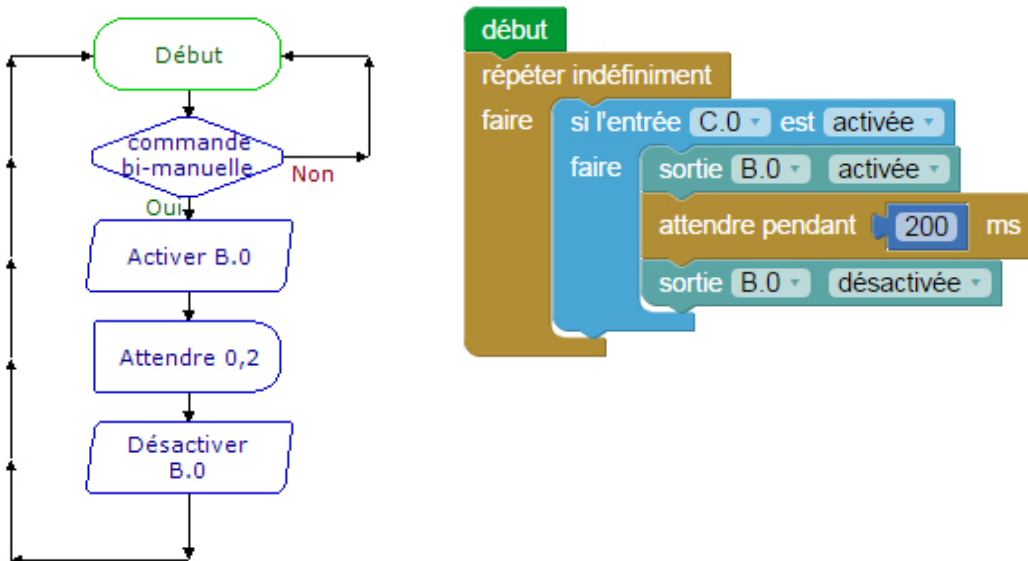 Début
commande
bi-manuelle
Non
Oui
Activer B.0
Attendre 0,2
Désactiver
B.0
début
répéter indéfiniment
faire si l'entrée C.0 est activée
faire sortie B.0 activée
attendre pendant 200 ms
sortie B.0 désactivée